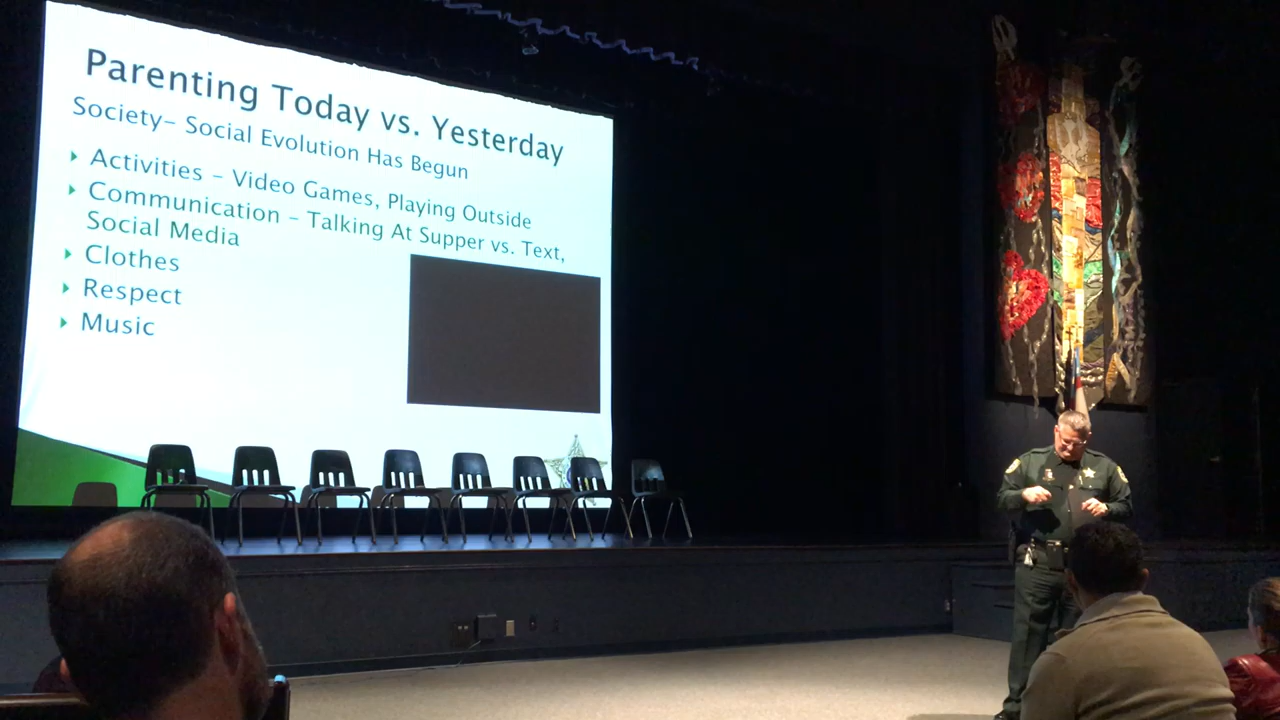 Parenting Today vs. Yesterday
Society– Social Evolution Has Begun
Activities – Video Games, Playing Outside
Communication – Talking At Supper vs. Text,
Social Media
Clothes
Respect
Music